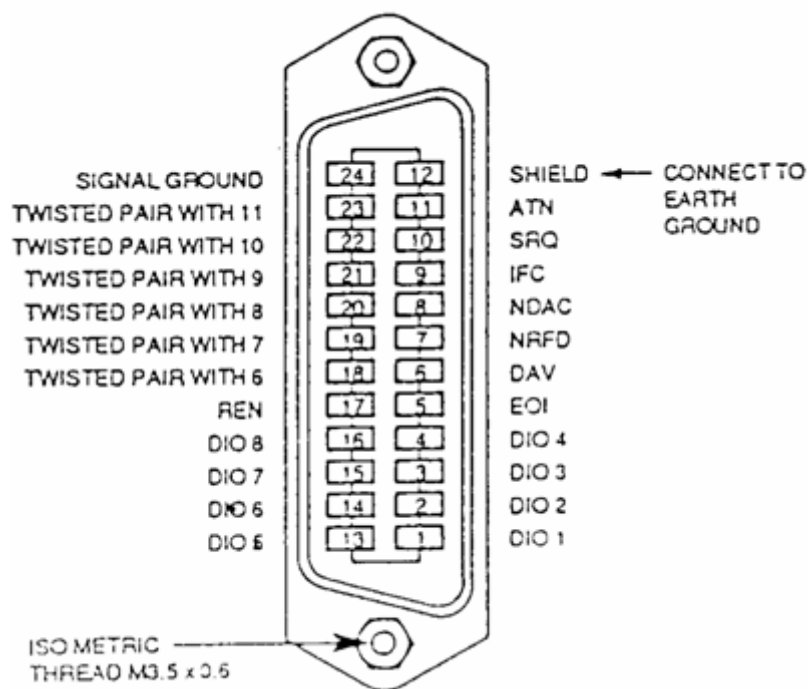 SIGNAL GROUND 24 12 SHIELD ← CONNECT TO
EARTH
GROUND
TWISTED PAIR WITH 11 23 11 ATN
TWISTED PAIR WITH 10 22 10 SRQ
TWISTED PAIR WITH 9 21 9 IFC
TWISTED PAIR WITH 8 20 8 NDAC
TWISTED PAIR WITH 7 19 7 NRFD
TWISTED PAIR WITH 6 18 6 DAV
REN 17 5 EOI
DIO 8 16 4 DIO 4
DIO 7 15 3 DIO 3
DIO 6 14 2 DIO 2
DIO 5 13 1 DIO 1
ISO METRIC
THREAD M3.5 x 0.6